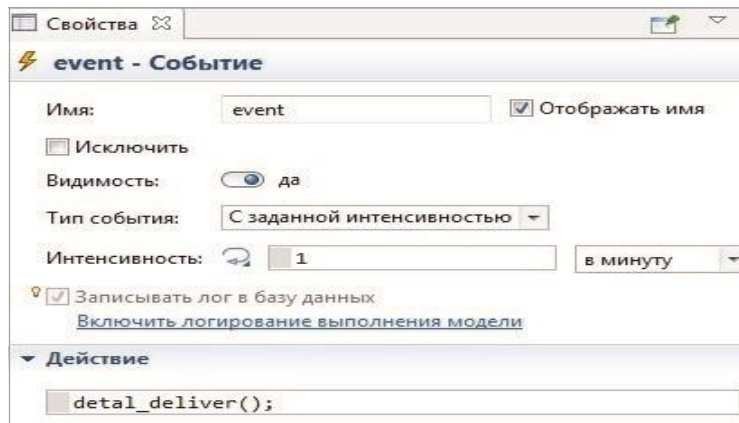 Свойства
event - Событие
Имя: event Отображать имя
Исключить
Видимость: да
Тип события: С заданной интенсивностью
Интенсивность: 1 в минуту
Записывать лог в базу данных
Включить логирование выполнения модели
Действие
detal_deliver();